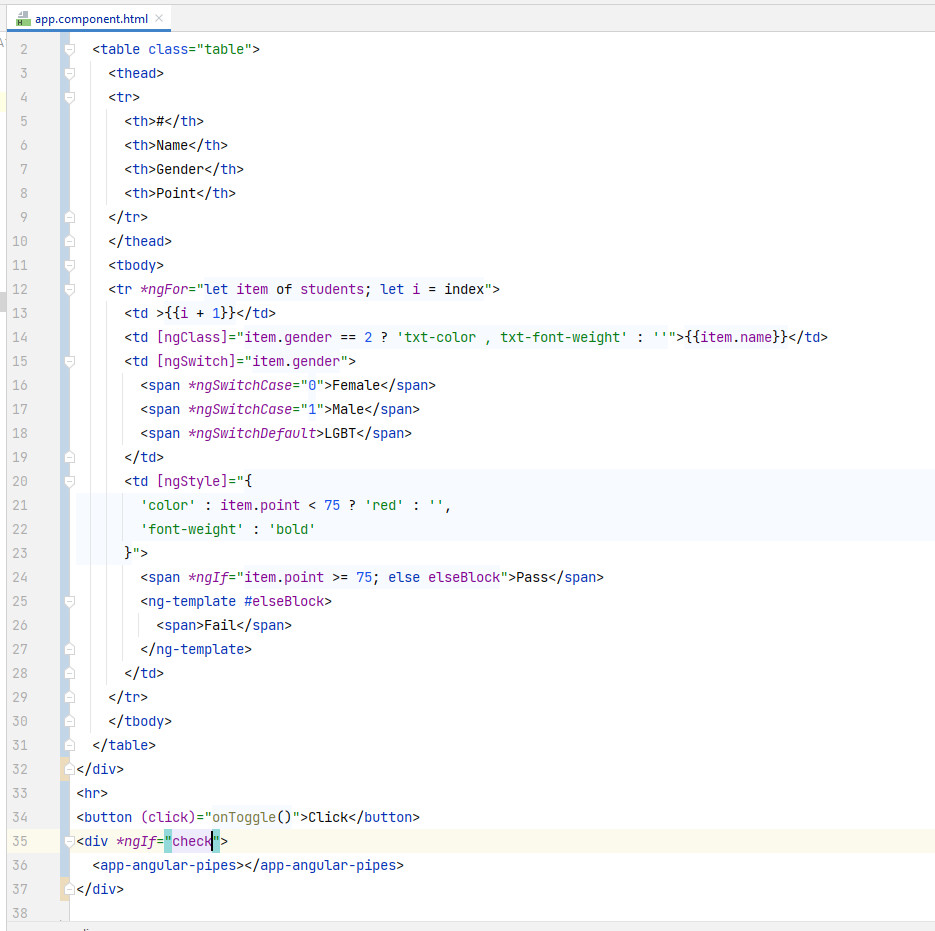 app.component.html
2 <table class="table">
3 <thead>
4 <tr>
5 <th>#</th>
6 <th>Name</th>
7 <th>Gender</th>
8 <th>Point</th>
9 </tr>
10 </thead>
11 <tbody>
12 <tr *ngFor="let item of students; let i = index">
13 <td >{{i + 1}}</td>
14 <td [ngClass]="item.gender == 2 ? 'txt-color , txt-font-weight' : ''">{{item.name}}</td>
15 <td [ngSwitch]="item.gender">
16 <span *ngSwitchCase="0">Female</span>
17 <span *ngSwitchCase="1">Male</span>
18 <span *ngSwitchDefault>LGBT</span>
19 </td>
20 <td [ngStyle]="{
21 'color' : item.point < 75 ? 'red' : '',
22 'font-weight' : 'bold'
23 }">
24 <span *ngIf="item.point >= 75; else elseBlock">Pass</span>
25 <ng-template #elseBlock>
26 <span>Fail</span>
27 </ng-template>
28 </td>
29 </tr>
30 </tbody>
31 </table>
32 </div>
33 <hr>
34 <button (click)="onToggle()">Click</button>
35 <div *ngIf="check">
36 <app-angular-pipes></app-angular-pipes>
37 </div>
38